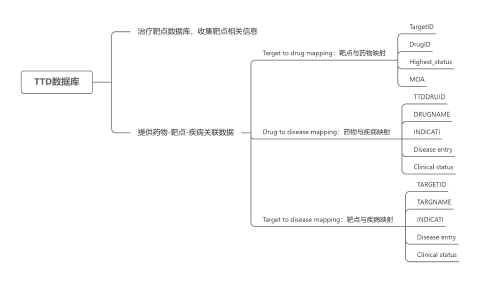 TTD数据库
治疗靶点数据库，收集靶点相关信息
提供药物-靶点-疾病关联数据
Target to drug mapping：靶点与药物映射
TargetID
DrugID
Highest_status
MOA
Drug to disease mapping：药物与疾病映射
TTDDRUID
DRUGNAME
INDICATI
Disease entry
Clinical status
Target to disease mapping：靶点与疾病映射
TARGETID
TARGNAME
INDICATI
Disease entry
Clinical status